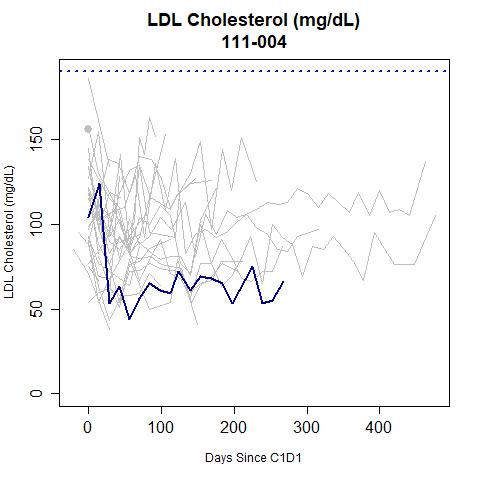 LDL Cholesterol (mg/dL)
111-004
LDL Cholesterol (mg/dL)
150
100
50
0
0 100 200 300 400
Days Since C1D1